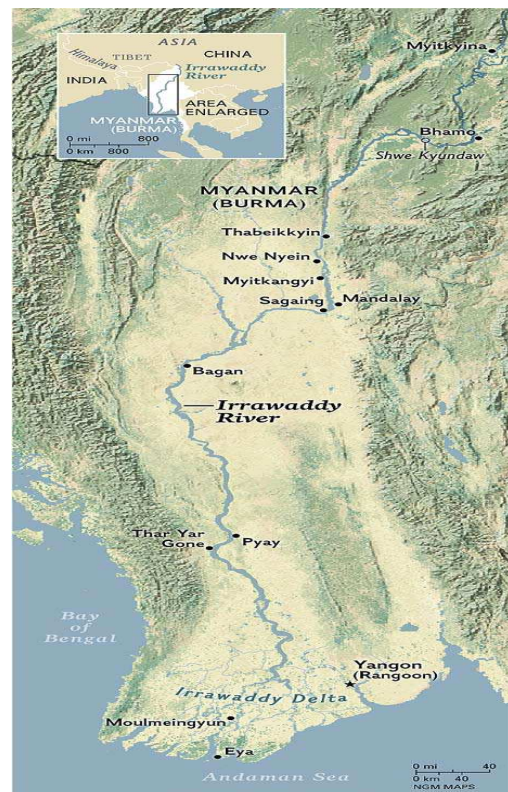 ASIA
Himalaya
TIBET
CHINA
Irrawaddy
River
INDIA
AREA
ENLARGED
MYANMAR
(BURMA)
0 mi 800
0 km 800
Myitkyina
Bhamo
Shwe Kyundaw
MYANMAR
(BURMA)
Thabeikkyin
Nwe Nyein
Myitkangyi
Sagaing
Mandalay
Bagan
Irrawaddy
River
Thar Yar
Gone
Pyay
Bay
of
Bengal
Yangon
(Rangoon)
Irrawaddy Delta
Moulmeingyun
Eya
Andaman Sea
0 mi 40
0 km 40
NGM MAPS